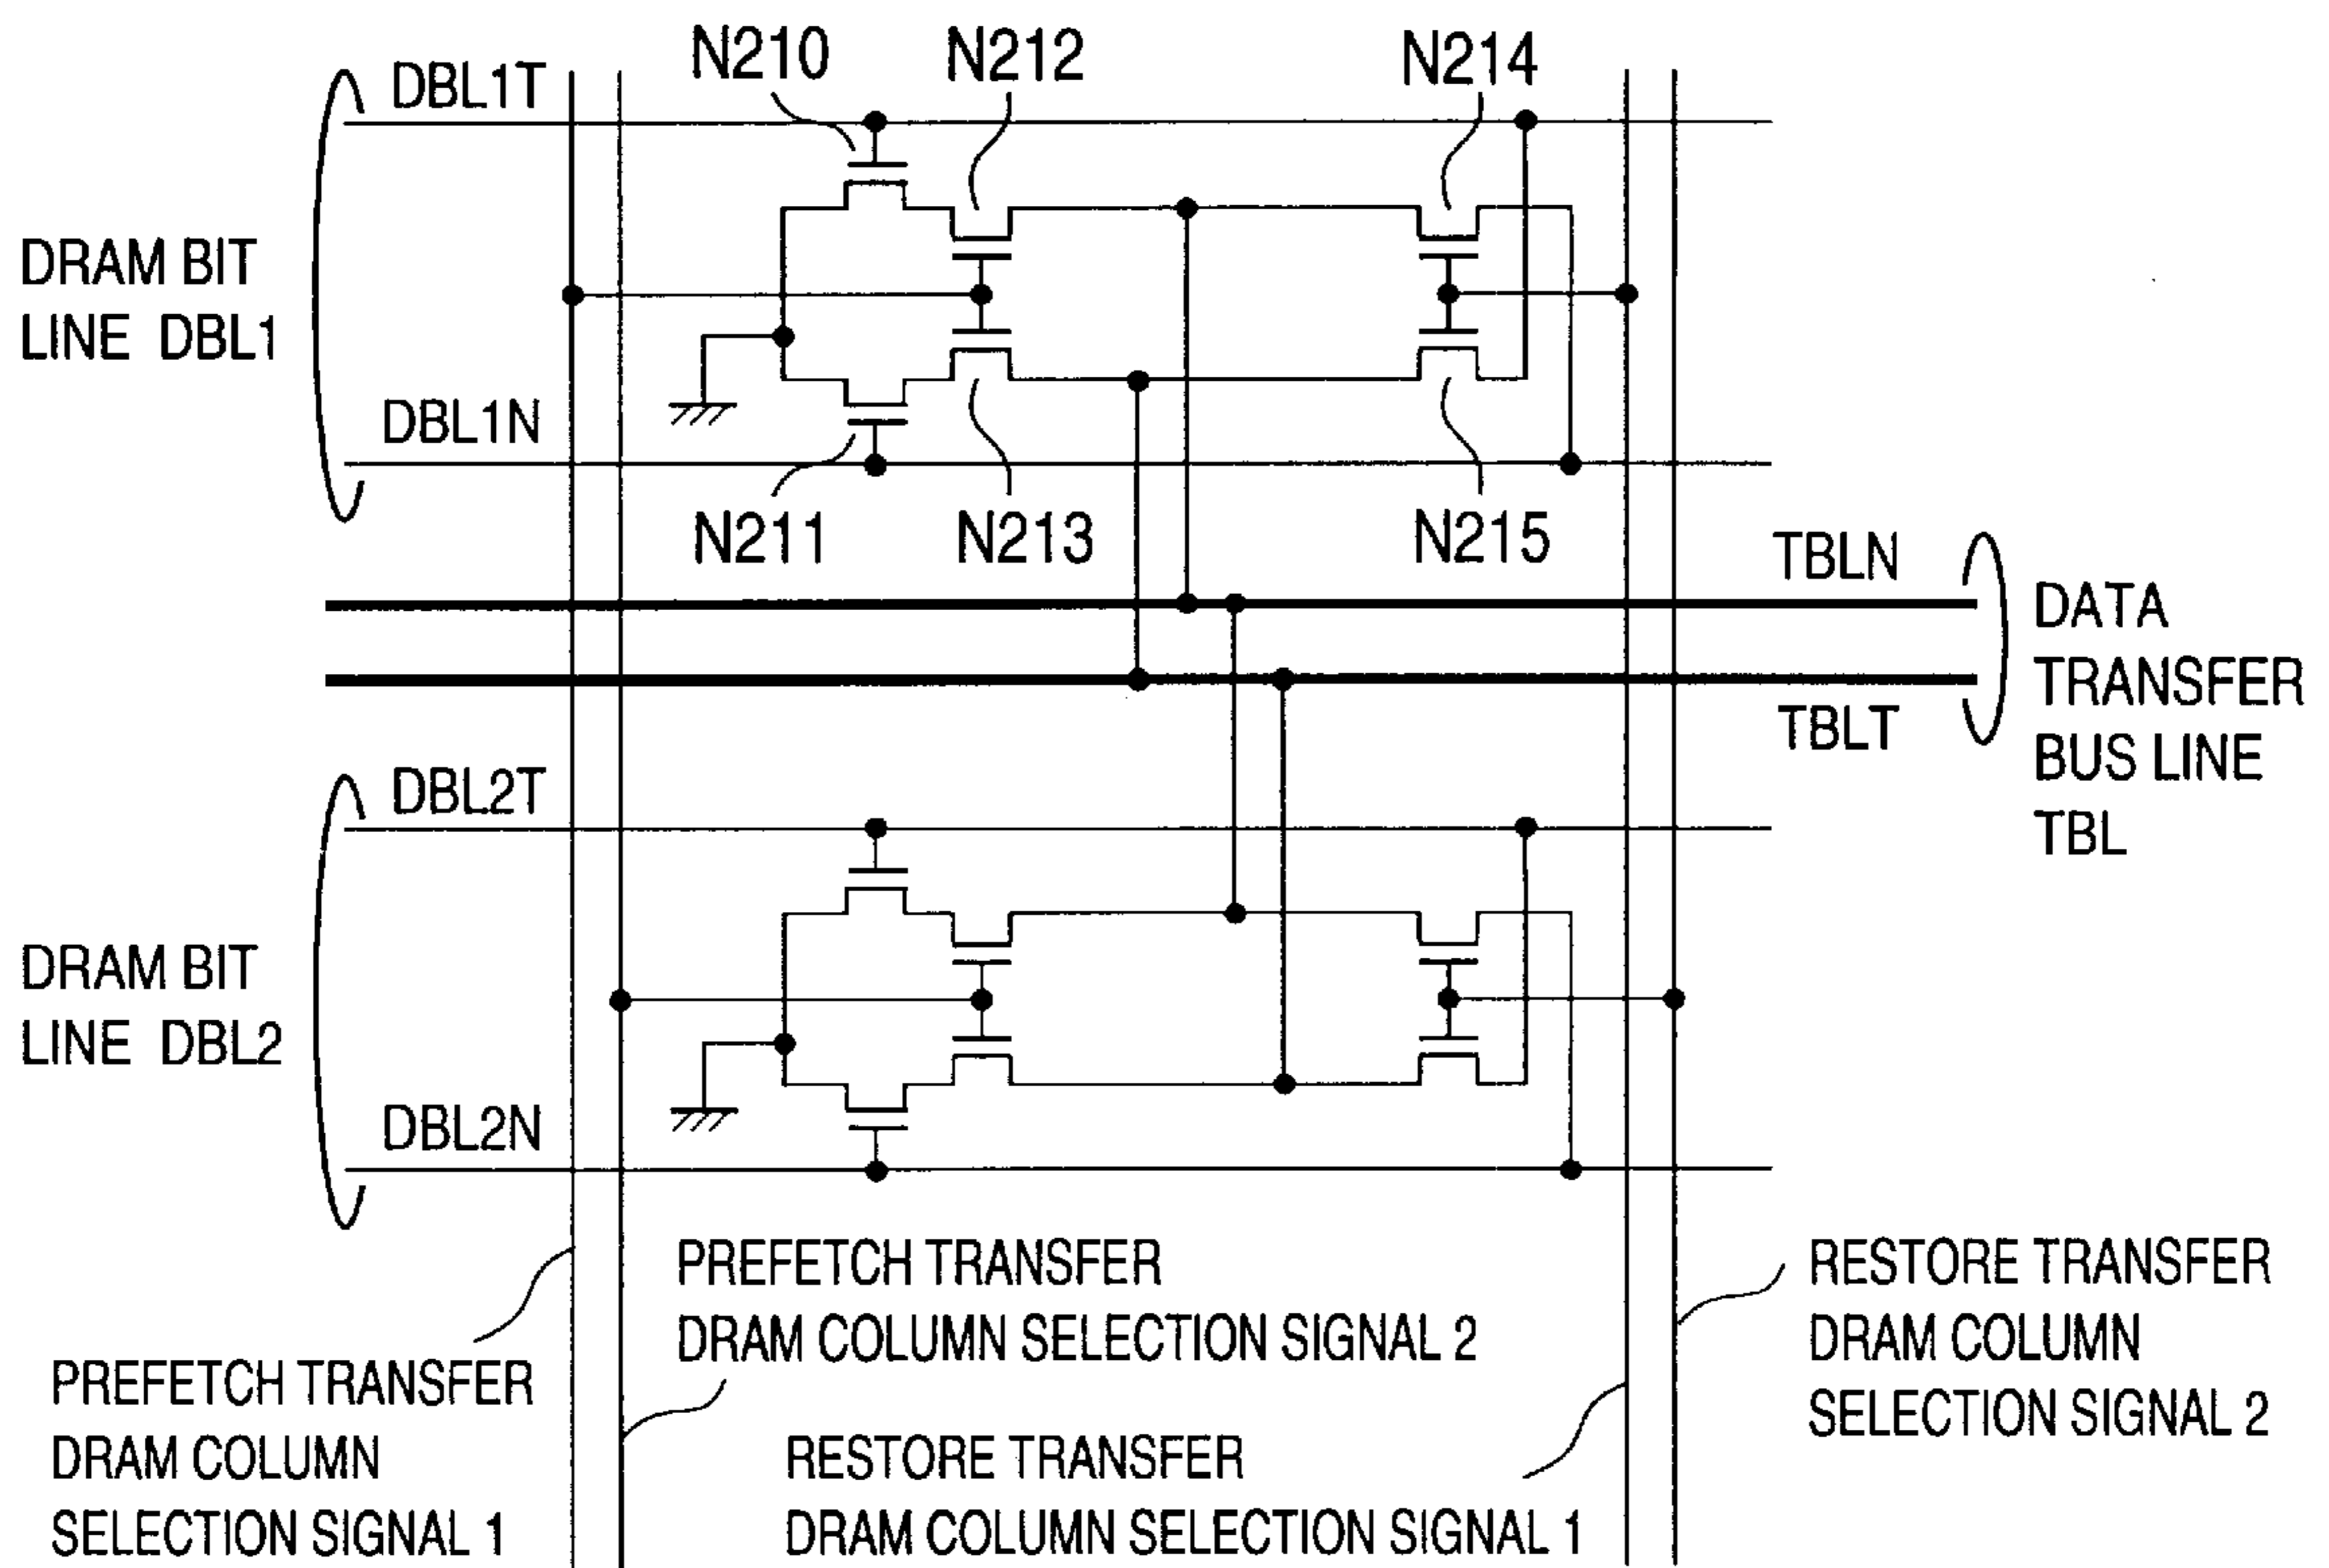 N210
N212
N214
DBL1T
DRAM BIT
LINE DBL1
DBL1N
N211
N213
N215
TBLN
DATA
TRANSFER
BUS LINE
TBL
TBLT
DBL2T
DRAM BIT
LINE DBL2
DBL2N
PREFETCH TRANSFER
DRAM COLUMN SELECTION SIGNAL 2
RESTORE TRANSFER
DRAM COLUMN
SELECTION SIGNAL 2
PREFETCH TRANSFER
DRAM COLUMN
SELECTION SIGNAL 1
RESTORE TRANSFER
DRAM COLUMN SELECTION SIGNAL 1